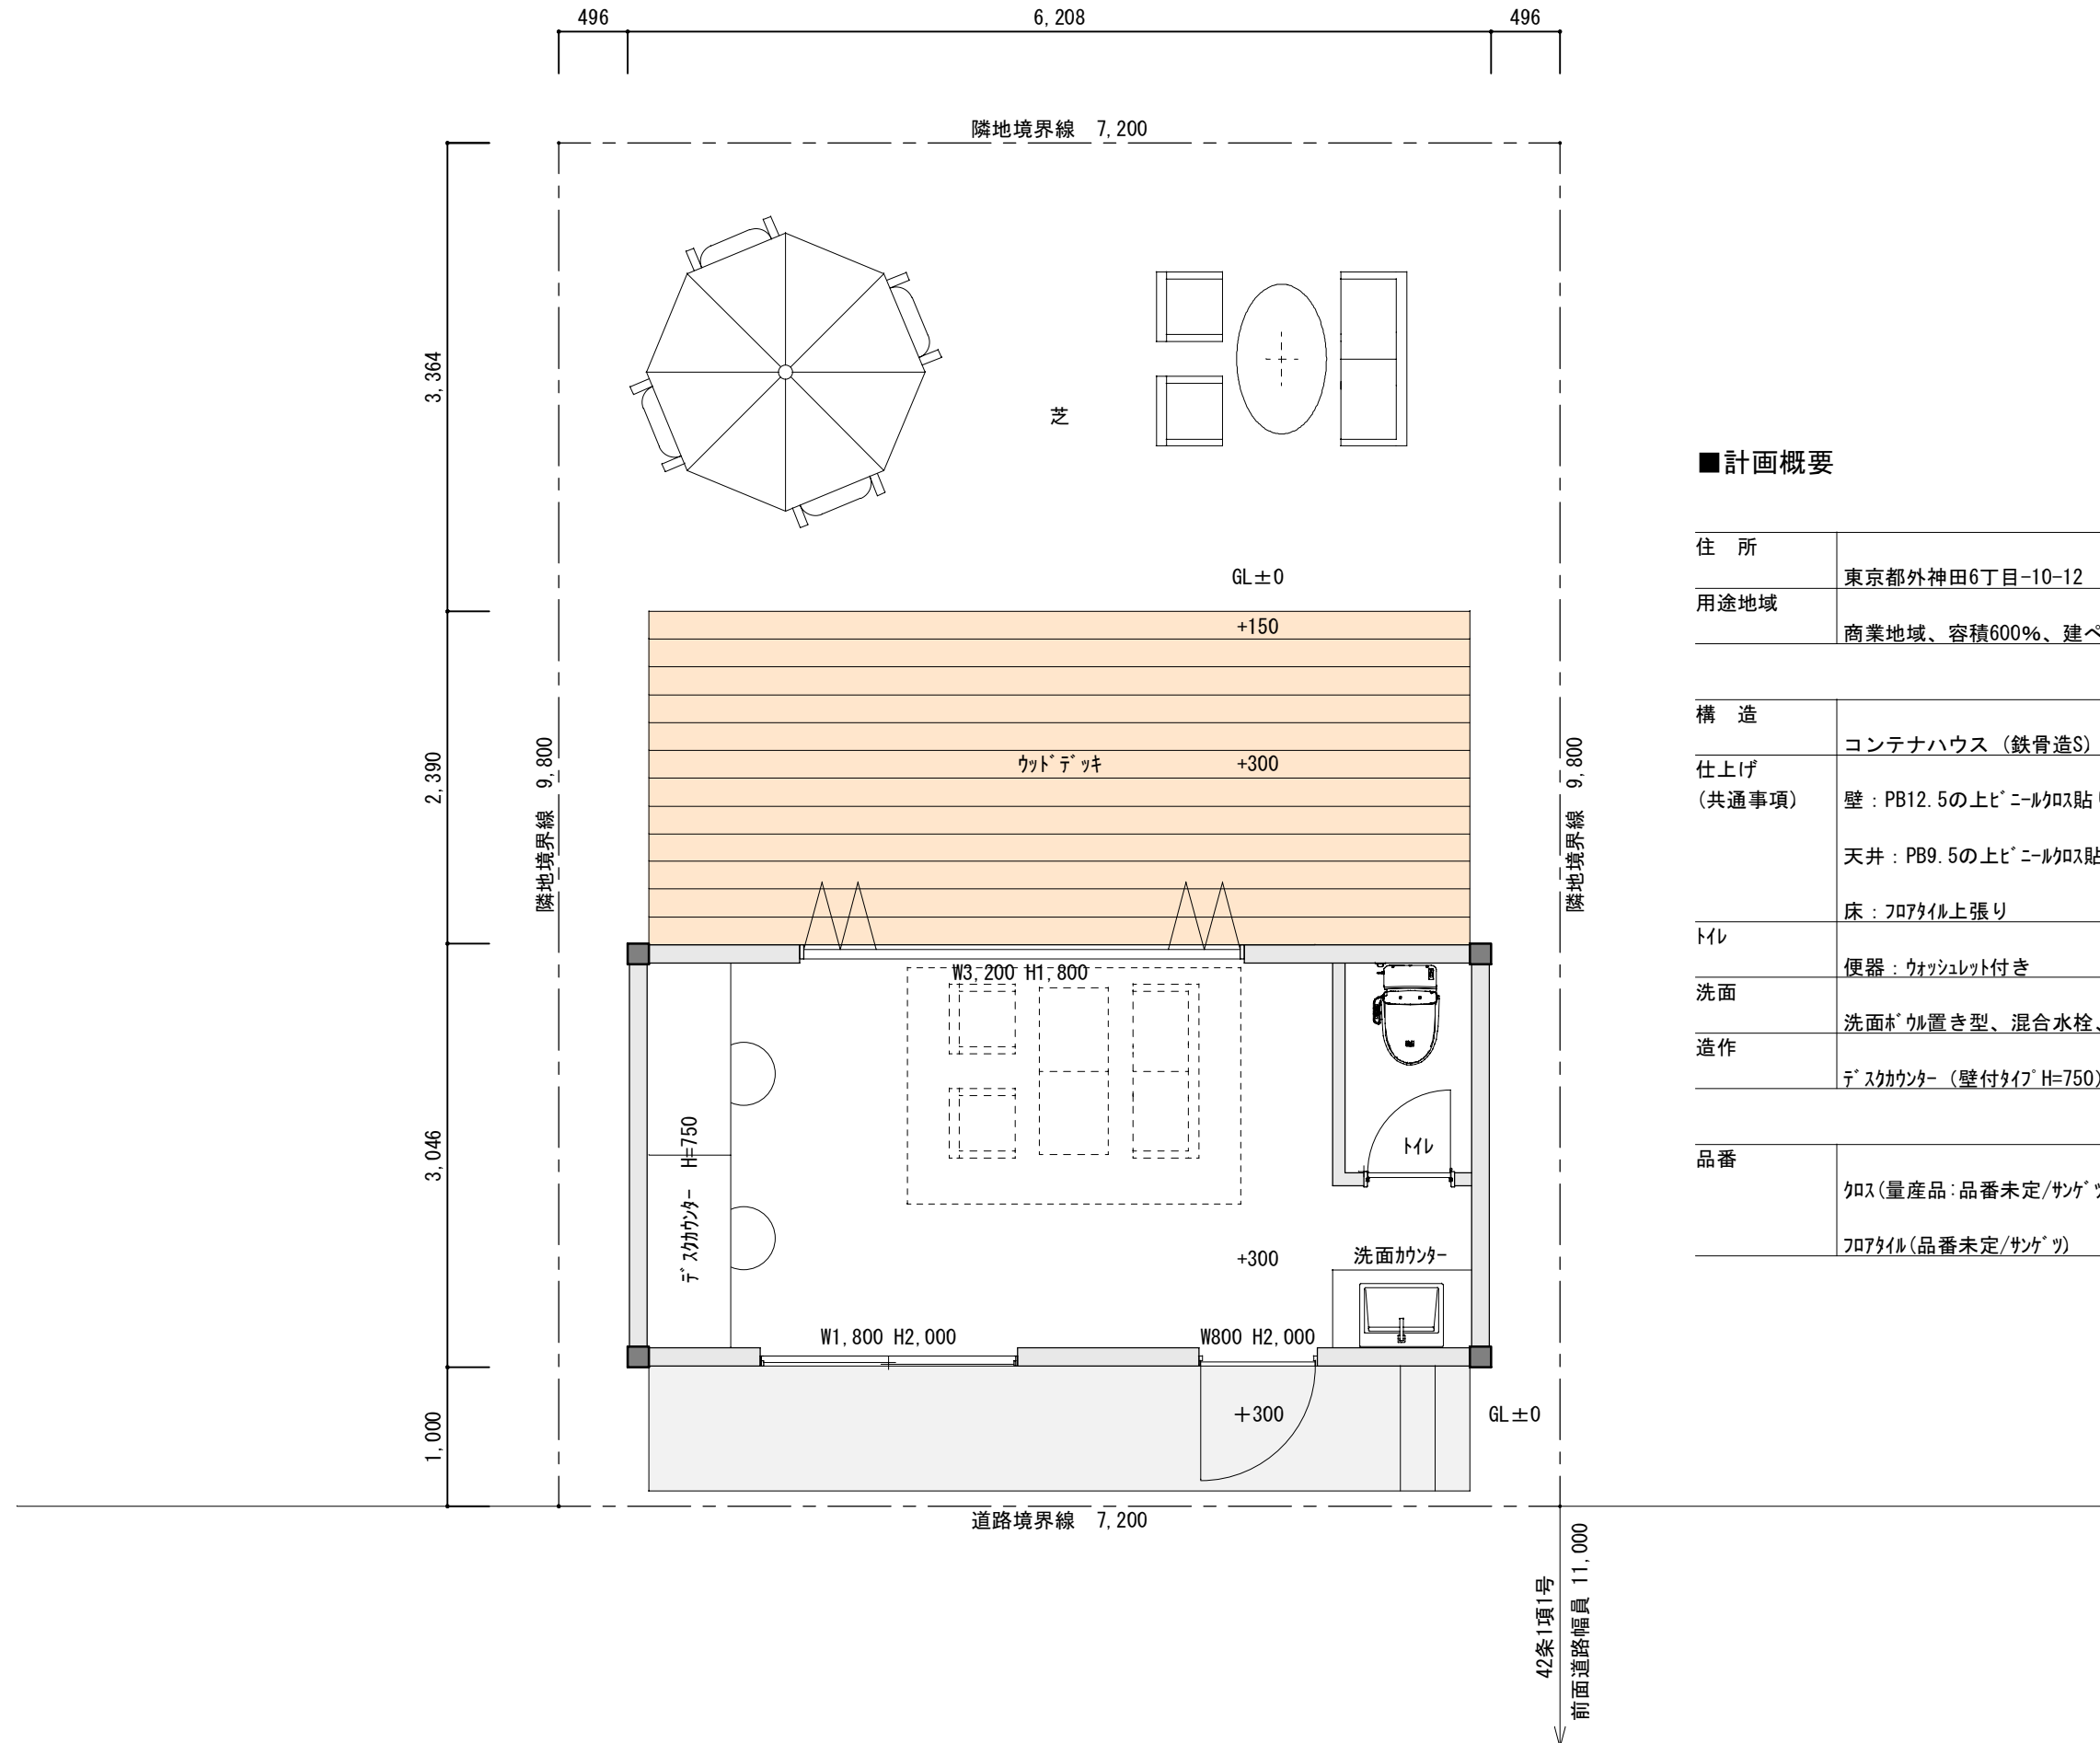 496
6,208
496
隣地境界線　7,200
3,364
芝
GL±0
+150
2,390
隣地境界線　9,800
ｳｯﾄﾞﾃﾞｯｷ
+300
隣地境界線　9,800
W3,200 H1,800
3,046
ﾃﾞｽｸｶｳﾝﾀｰ　H=750
ﾄｲﾚ
+300
洗面ｶｳﾝﾀｰ
W1,800 H2,000
W800 H2,000
1,000
＋300
GL±0
道路境界線　7,200
42条1項1号
前面道路幅員 11,000
■計画概要
住　所
東京都外神田6丁目-10-12
用途地域
商業地域、容積600%、建ペ
構　造
コンテナハウス（鉄骨造S）
仕上げ
（共通事項）
壁：PB12.5の上ﾋﾞﾆｰﾙｸﾛｽ貼り
天井：PB9.5の上ﾋﾞﾆｰﾙｸﾛｽ貼
床：ﾌﾛｱﾀｲﾙ上張り
ﾄｲﾚ
便器：ｳｫｯｼｭﾚｯﾄ付き
洗面
洗面ﾎﾞｳﾙ置き型、混合水栓、
造作
ﾃﾞｽｸｶｳﾝﾀｰ（壁付ﾀｲﾌﾟH=750）
品番
ｸﾛｽ(量産品:品番未定/ｻﾝｹﾞﾂ
ﾌﾛｱﾀｲﾙ(品番未定/ｻﾝｹﾞﾂ)